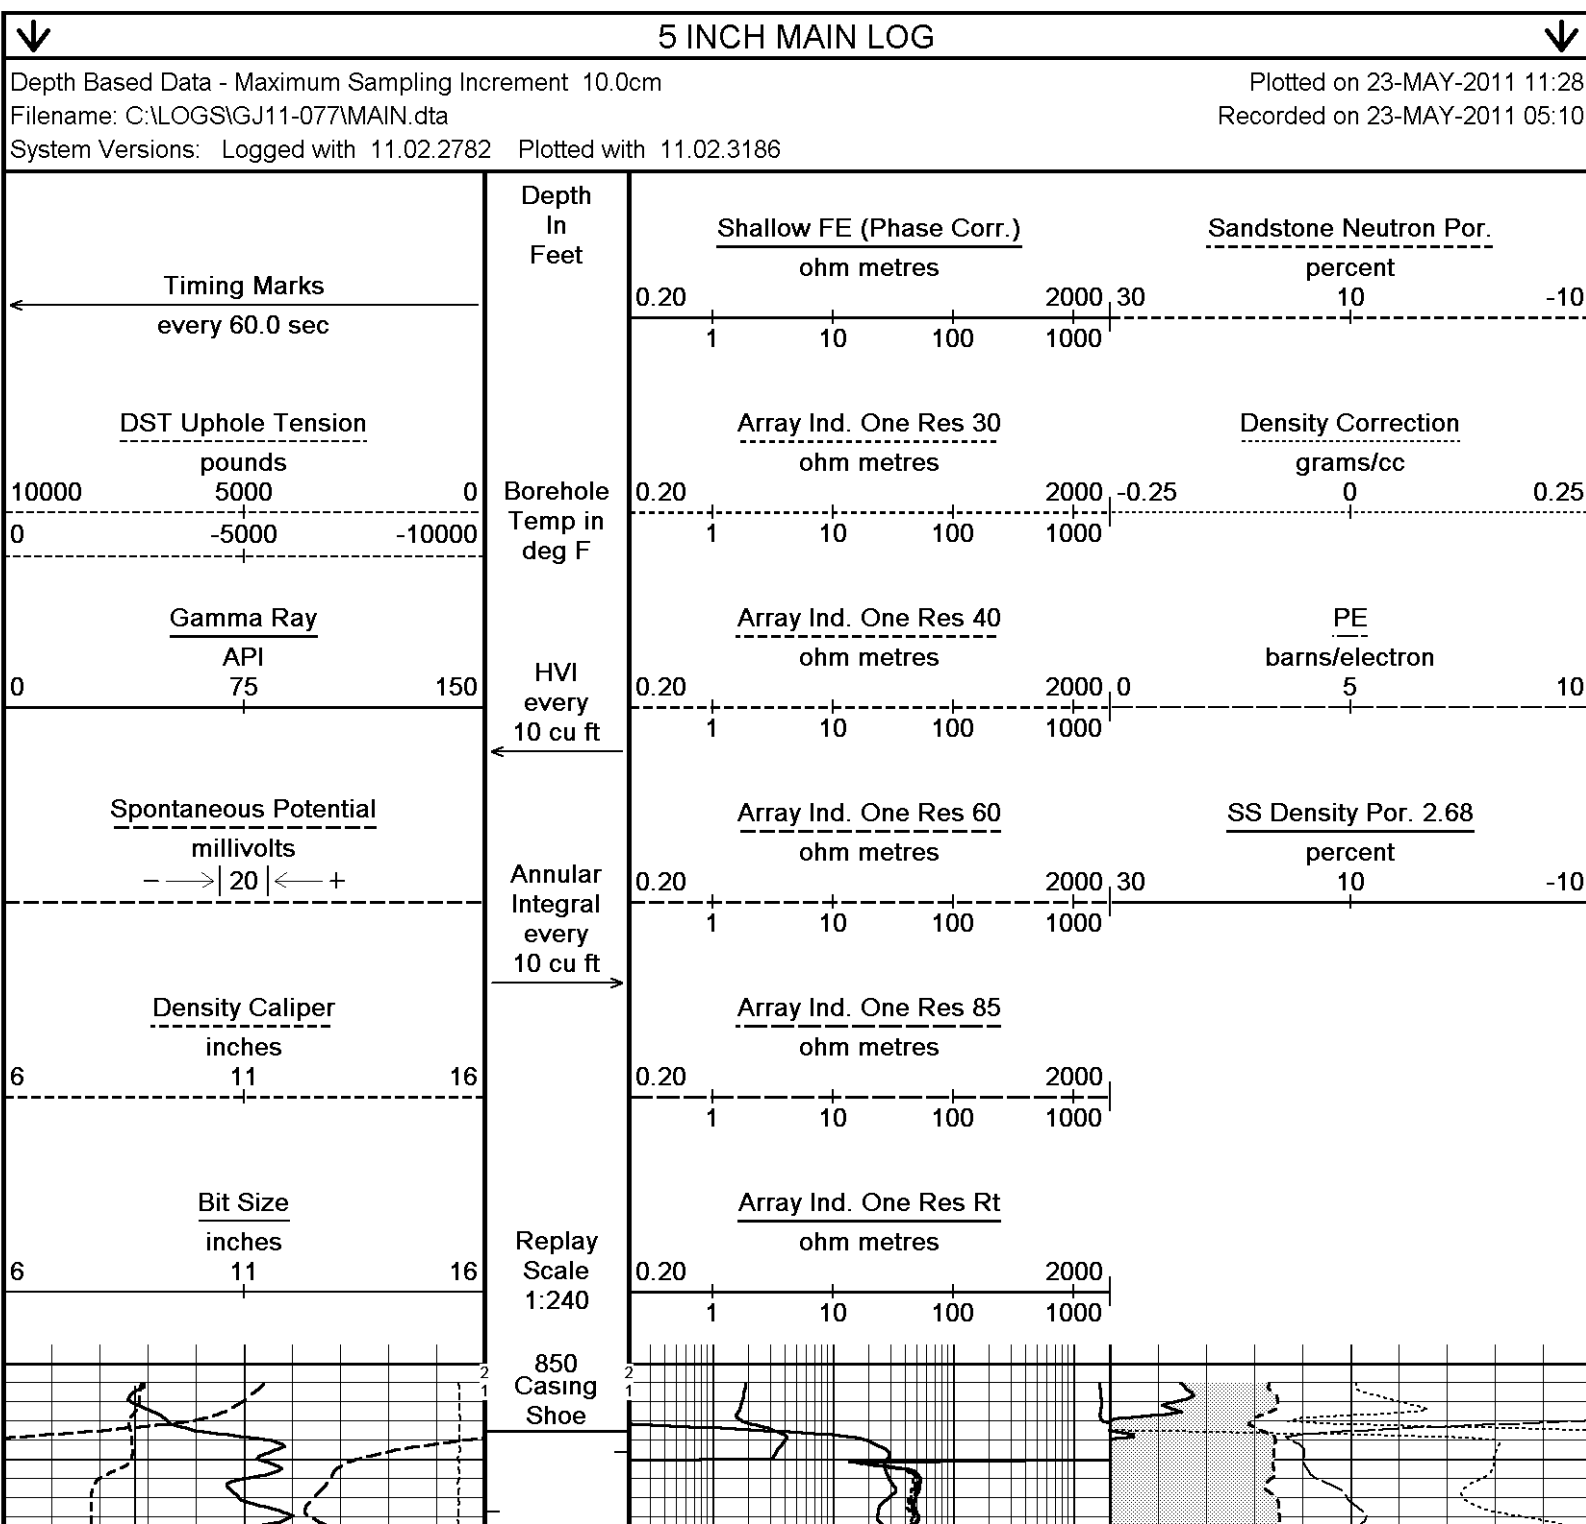 5 INCH MAIN LOG
Depth Based Data - Maximum Sampling Increment 10.0cm
Plotted on 23-MAY-2011 11:28
Filename: C:\LOGS\GJ11-077\MAIN.dta
Recorded on 23-MAY-2011 05:10
System Versions: Logged with 11.02.2782 Plotted with 11.02.3186
Timing Marks
every 60.0 sec
DST Uphole Tension
pounds
10000 5000 0
0 -5000 -10000
Gamma Ray
API
0 75 150
Spontaneous Potential
millivolts
− 20 +
Density Caliper
inches
6 11 16
Bit Size
inches
6 11 16
Depth
In
Feet
Borehole
Temp in
deg F
HVI
every
10 cu ft
Annular
Integral
every
10 cu ft
Replay
Scale
1:240
850
Casing
Shoe
2
1
2
1
Shallow FE (Phase Corr.)
ohm metres
0.20 2000
1 10 100 1000
Array Ind. One Res 30
ohm metres
0.20 2000
1 10 100 1000
Array Ind. One Res 40
ohm metres
0.20 2000
1 10 100 1000
Array Ind. One Res 60
ohm metres
0.20 2000
1 10 100 1000
Array Ind. One Res 85
ohm metres
0.20 2000
1 10 100 1000
Array Ind. One Res Rt
ohm metres
0.20 2000
1 10 100 1000
Sandstone Neutron Por.
percent
30 10 -10
Density Correction
grams/cc
-0.25 0 0.25
PE
barns/electron
0 5 10
SS Density Por. 2.68
percent
30 10 -10